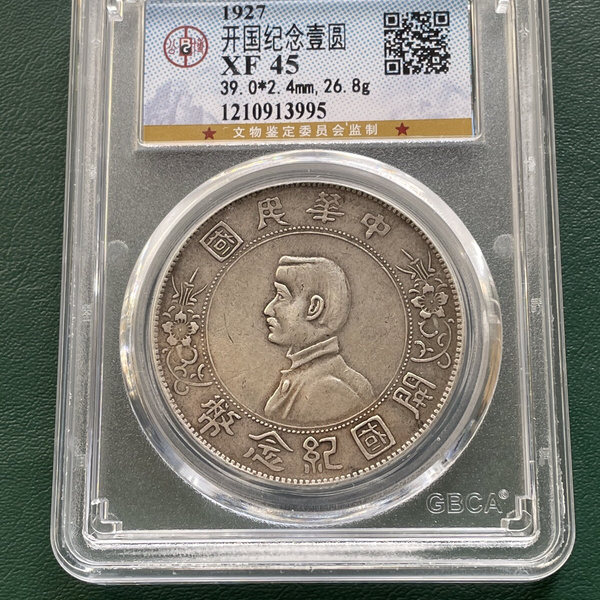 1927
开国纪念壹圆
XF 45
39.0*2.4mm,26.8g
1210913995
★ 文物鉴定委员会监制 ★
中華民國
開國紀念幣
GBCA®